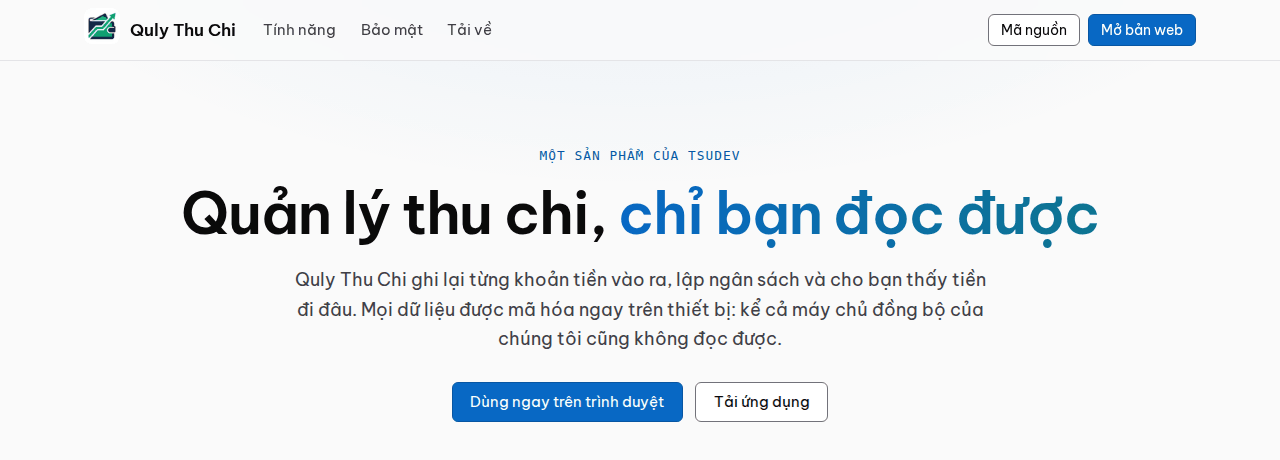 Quly Thu Chi
Tính năng
Bảo mật
Tải về
Mã nguồn
Mở bản web
MỘT SẢN PHẨM CỦA TSUDEV
Quản lý thu chi, chỉ bạn đọc được
Quly Thu Chi ghi lại từng khoản tiền vào ra, lập ngân sách và cho bạn thấy tiền
đi đâu. Mọi dữ liệu được mã hóa ngay trên thiết bị: kể cả máy chủ đồng bộ của
chúng tôi cũng không đọc được.
Dùng ngay trên trình duyệt
Tải ứng dụng